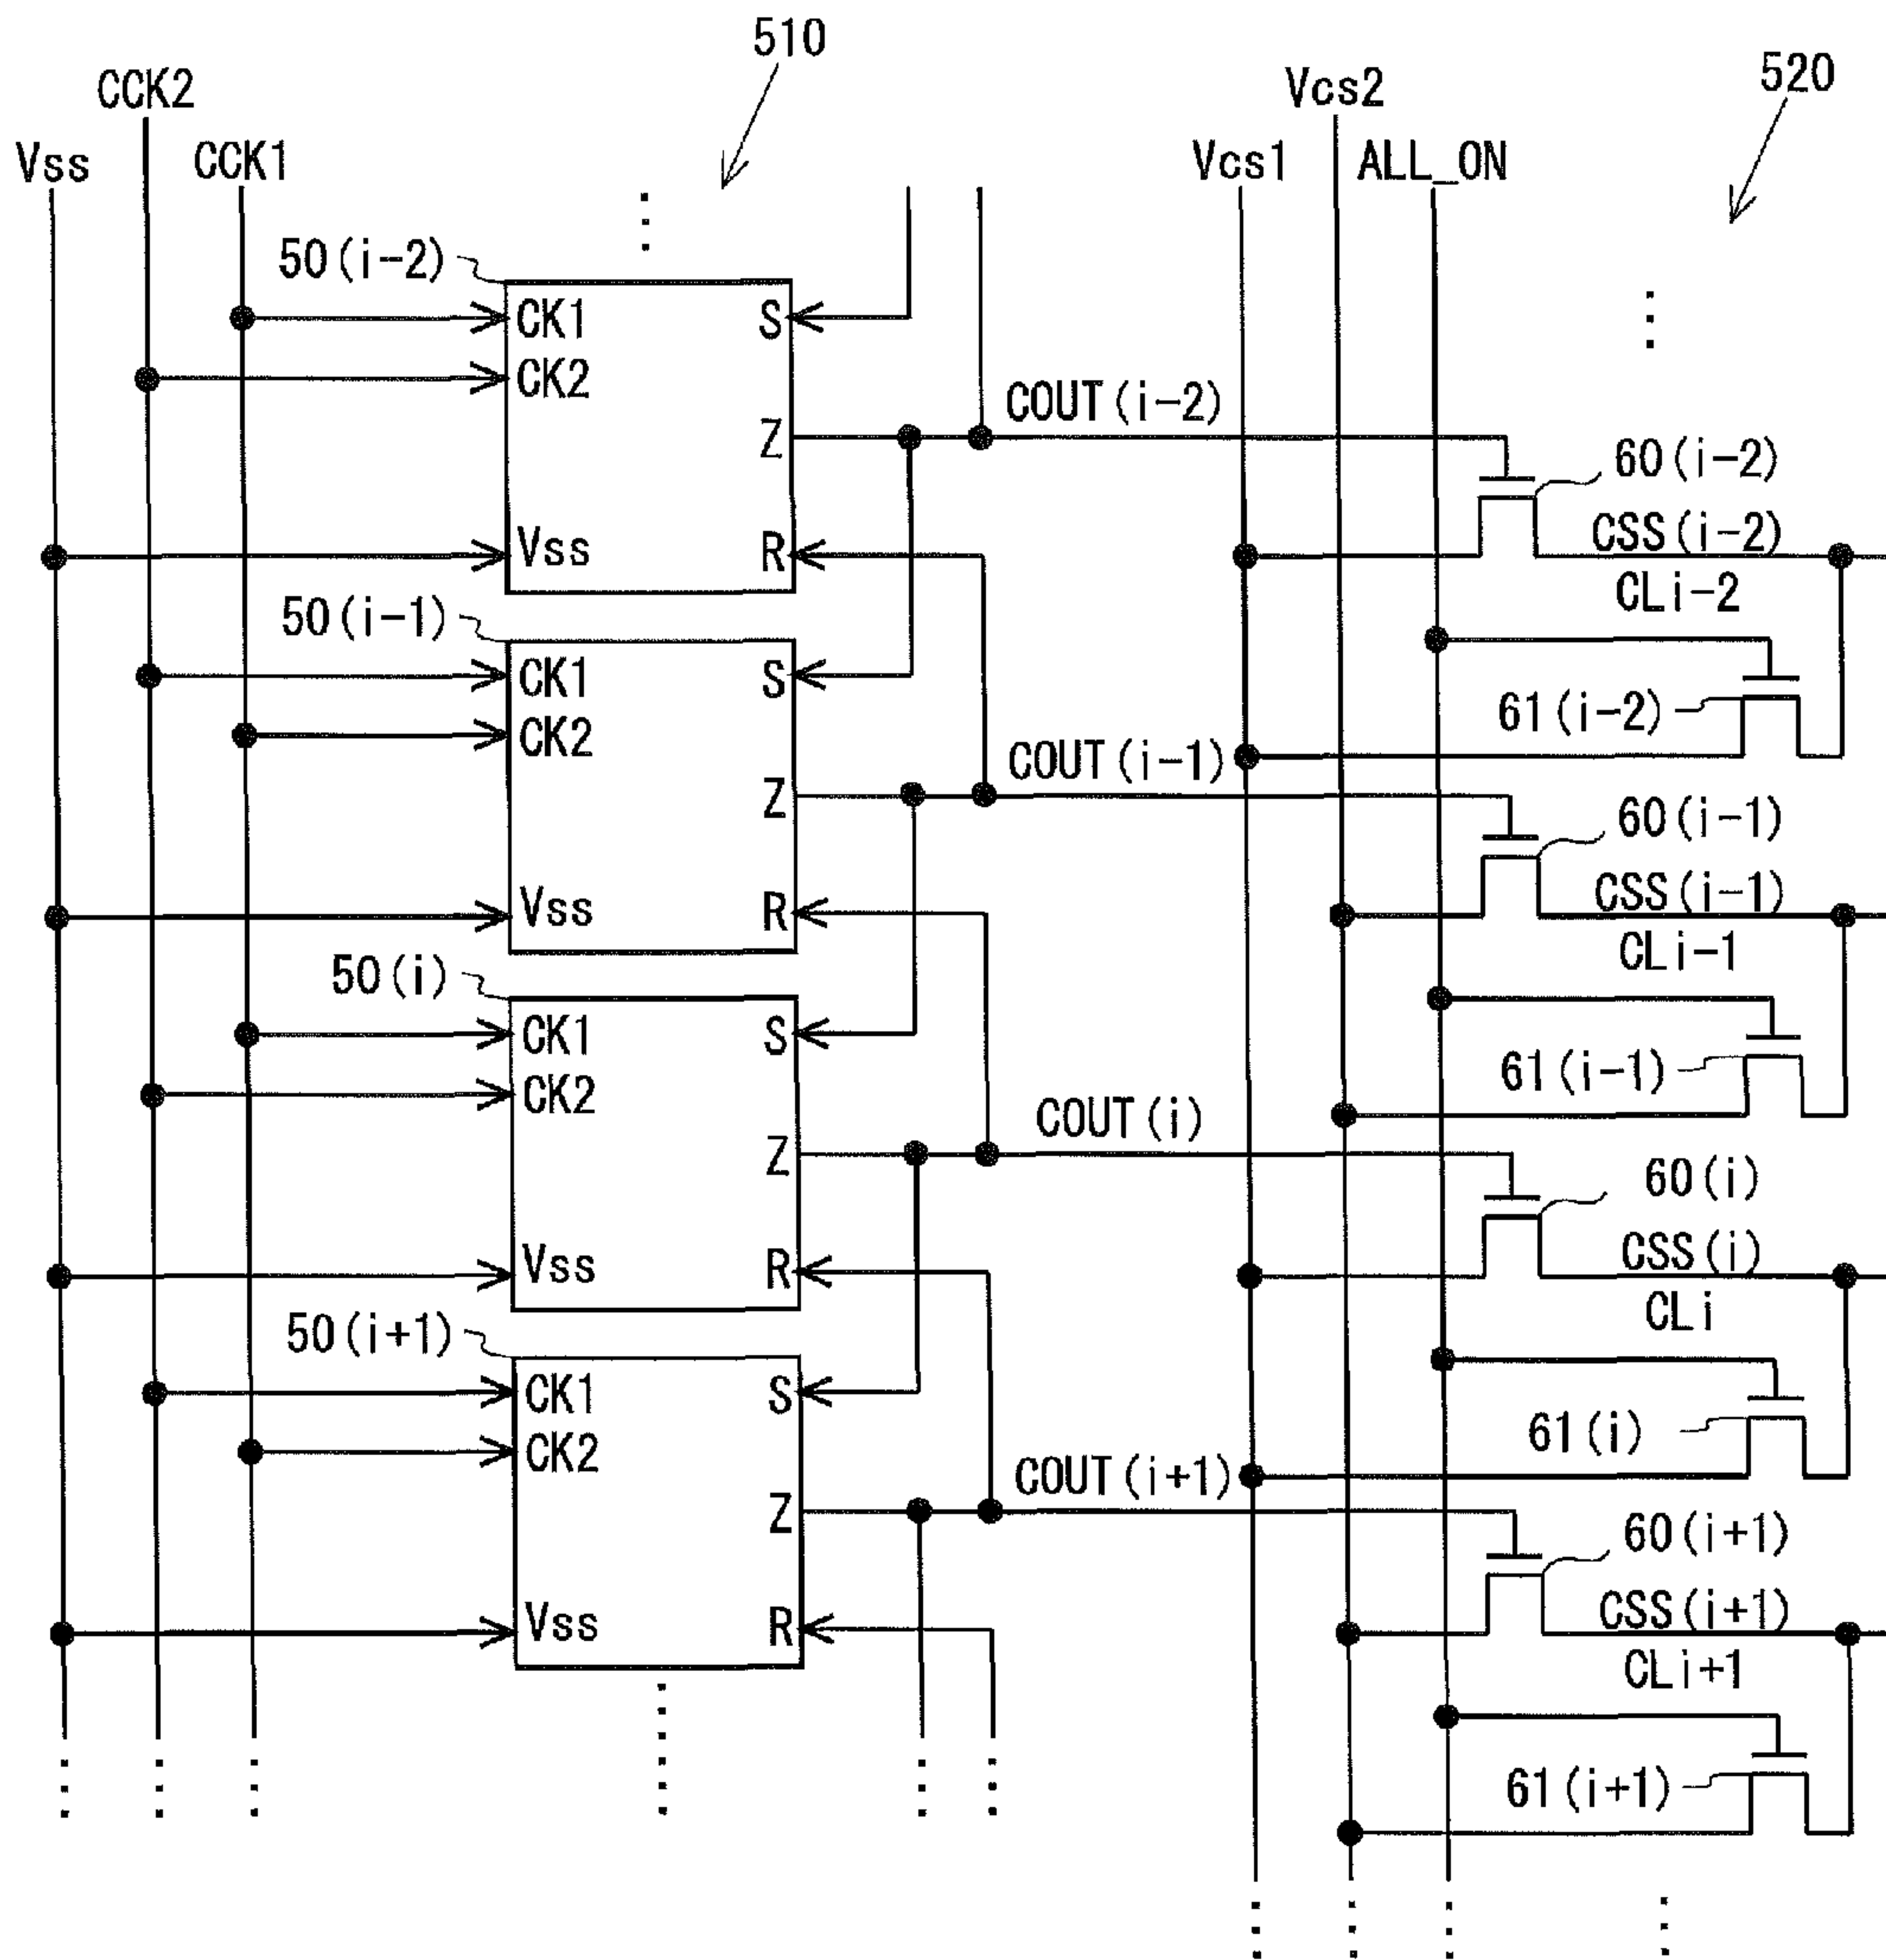 510
520
CCK2
Vcs2
Vss
CCK1
Vcs1
ALL_ON
50(i-2)
CK1
S
CK2
COUT(i-2)
Z
60(i-2)
Vss
R
CSS(i-2)
CLi-2
50(i-1)
CK1
S
61(i-2)
CK2
COUT(i-1)
Z
60(i-1)
Vss
R
CSS(i-1)
CLi-1
50(i)
CK1
S
61(i-1)
CK2
COUT(i)
Z
60(i)
Vss
R
CSS(i)
CLi
50(i+1)
CK1
S
61(i)
CK2
COUT(i+1)
Z
60(i+1)
Vss
R
CSS(i+1)
CLi+1
61(i+1)